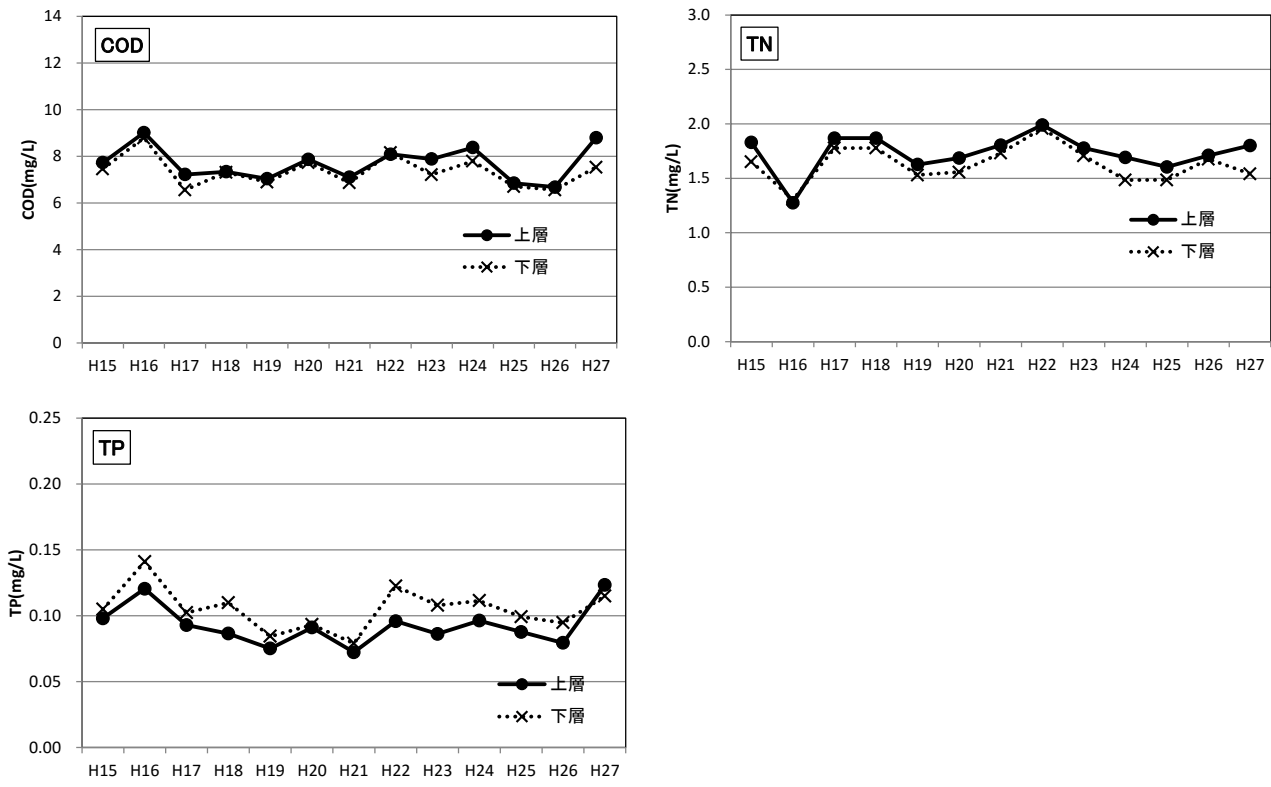 COD
COD(mg/L)
14
12
10
8
6
4
2
0
H15 H16 H17 H18 H19 H20 H21 H22 H23 H24 H25 H26 H27
上層
下層
TN
TN(mg/L)
3.0
2.5
2.0
1.5
1.0
0.5
0.0
H15 H16 H17 H18 H19 H20 H21 H22 H23 H24 H25 H26 H27
上層
下層
TP
TP(mg/L)
0.25
0.20
0.15
0.10
0.05
0.00
H15 H16 H17 H18 H19 H20 H21 H22 H23 H24 H25 H26 H27
上層
下層